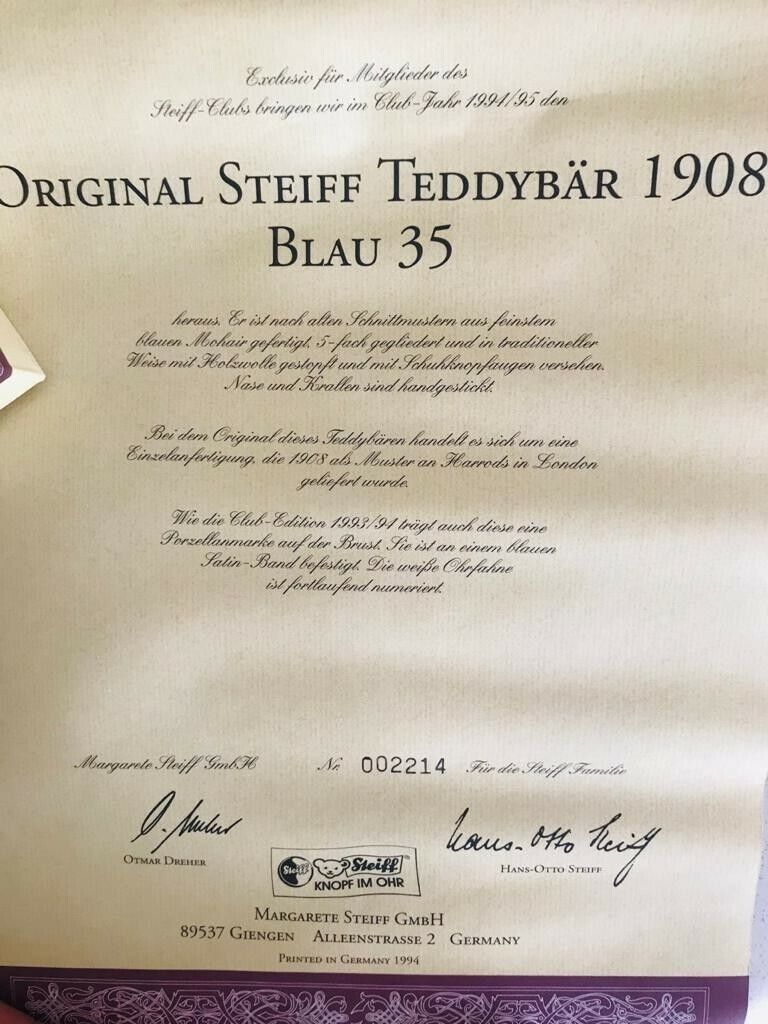 Exclusiv für Mitglieder des
Steiff-Clubs bringen wir im Club-Jahr 1994/95 den
ORIGINAL STEIFF TEDDYBÄR 1908
BLAU 35
heraus. Er ist nach alten Schnittmustern aus feinstem
blauen Mohair gefertigt, 5-fach gegliedert und in traditioneller
Weise mit Holzwolle gestopft und mit Schuhknopfaugen versehen.
Nase und Krallen sind handgestickt.
Bei dem Original dieses Teddybären handelt es sich um eine
Einzelanfertigung, die 1908 als Muster an Harrods in London
geliefert wurde.
Wie die Club-Edition 1993/94 trägt auch diese eine
Porzellanmarke auf der Brust. Sie ist an einem blauen
Satin-Band befestigt. Die weiße Ohrfahne
ist fortlaufend numeriert.
Margarete Steiff GmbH Nr. 002214 Für die Steiff Familie
O. Dreher Hans-Otto Steiff
OTMAR DREHER HANS-OTTO STEIFF
Steiff Steiff®
KNOPF IM OHR
MARGARETE STEIFF GMBH
89537 GIENGEN ALLEENSTRASSE 2 GERMANY
PRINTED IN GERMANY 1994